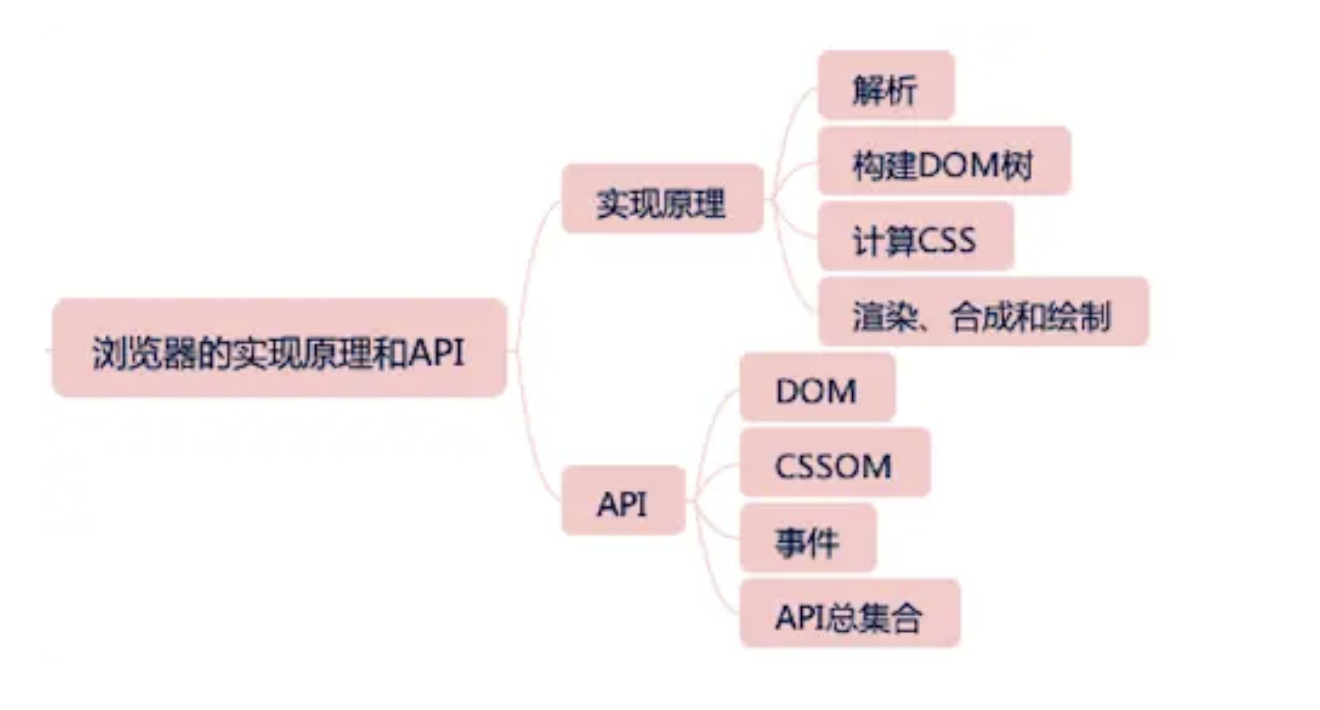 解析
构建DOM树
实现原理
计算CSS
渲染、合成和绘制
浏览器的实现原理和API
DOM
CSSOM
API
事件
API总集合